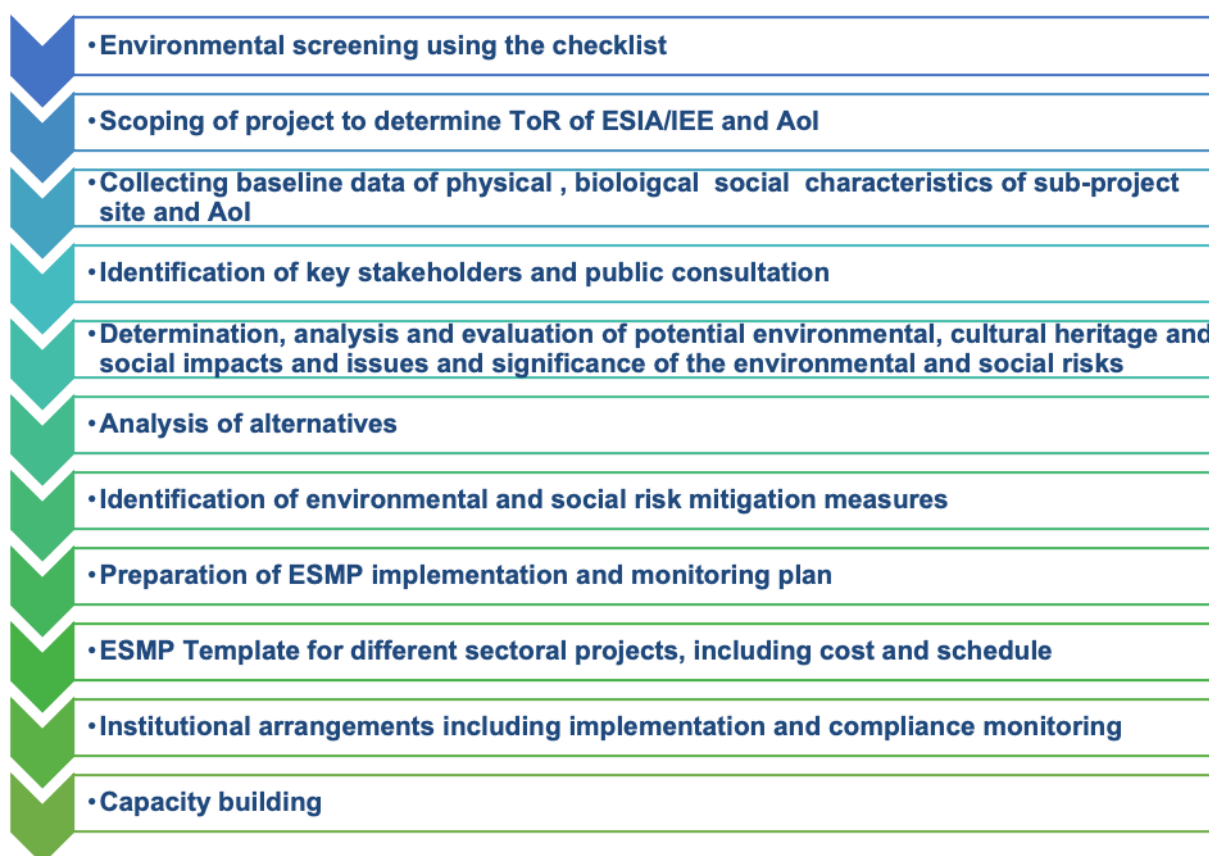 •Environmental screening using the checklist
•Scoping of project to determine ToR of ESIA/IEE and AoI
•Collecting baseline data of physical , bioloigcal  social  characteristics of sub-project
site and AoI
•Identification of key stakeholders and public consultation
•Determination, analysis and evaluation of potential environmental, cultural heritage and
social impacts and issues and significance of the environmental and social risks
•Analysis of alternatives
•Identification of environmental and social risk mitigation measures
•Preparation of ESMP implementation and monitoring plan
•ESMP Template for different sectoral projects, including cost and schedule
•Institutional arrangements including implementation and compliance monitoring
•Capacity building